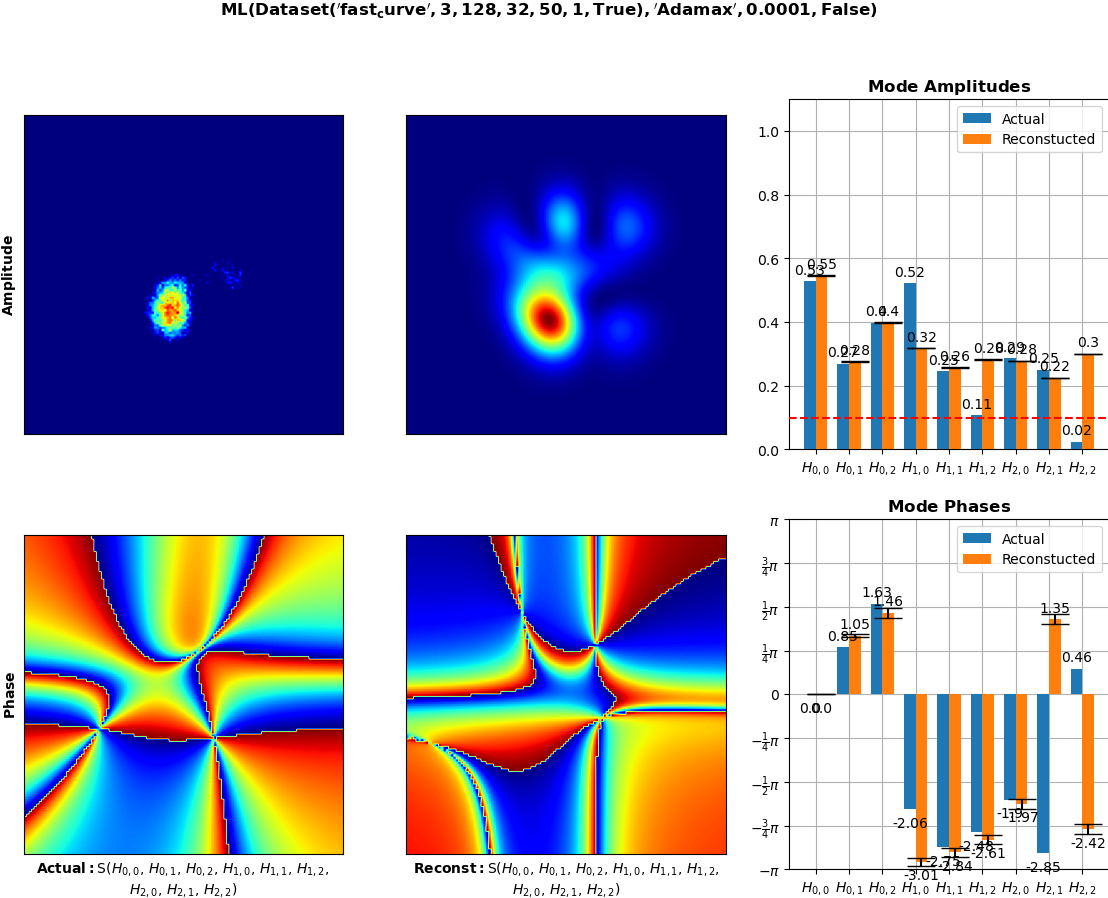 ML(Dataset('fast_curve', 3, 128, 32, 50, 1, True), 'Adamax', 0.0001, False)
Mode Amplitudes
Amplitude
1.0
0.8
0.6
0.4
0.2
0.0
Actual
Reconstucted
0.53
0.55
0.27
0.28
0.4
0.4
0.52
0.32
0.25
0.26
0.11
0.28
0.29
0.28
0.25
0.22
0.02
0.3
H0,0 H0,1 H0,2 H1,0 H1,1 H1,2 H2,0 H2,1 H2,2
Mode Phases
Phase
π
3/4π
1/2π
1/4π
0
−1/4π
−1/2π
−3/4π
−π
Actual
Reconstucted
0.0
0.0
0.85
1.05
1.63
1.46
-2.06
-3.01
-2.75
-2.84
-2.48
-2.61
-1.97
-2.85
1.35
0.46
-2.42
H0,0 H0,1 H0,2 H1,0 H1,1 H1,2 H2,0 H2,1 H2,2
Actual: S(H0,0, H0,1, H0,2, H1,0, H1,1, H1,2,
H2,0, H2,1, H2,2)
Reconst: S(H0,0, H0,1, H0,2, H1,0, H1,1, H1,2,
H2,0, H2,1, H2,2)